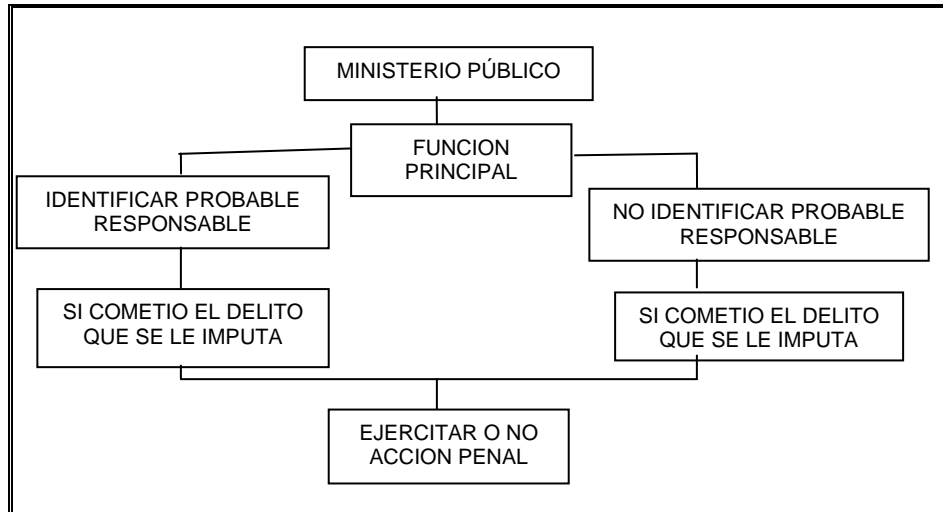 MINISTERIO PÚBLICO
FUNCION
PRINCIPAL
IDENTIFICAR PROBABLE
RESPONSABLE
NO IDENTIFICAR PROBABLE
RESPONSABLE
SI COMETIO EL DELITO
QUE SE LE IMPUTA
SI COMETIO EL DELITO
QUE SE LE IMPUTA
EJERCITAR O NO
ACCION PENAL